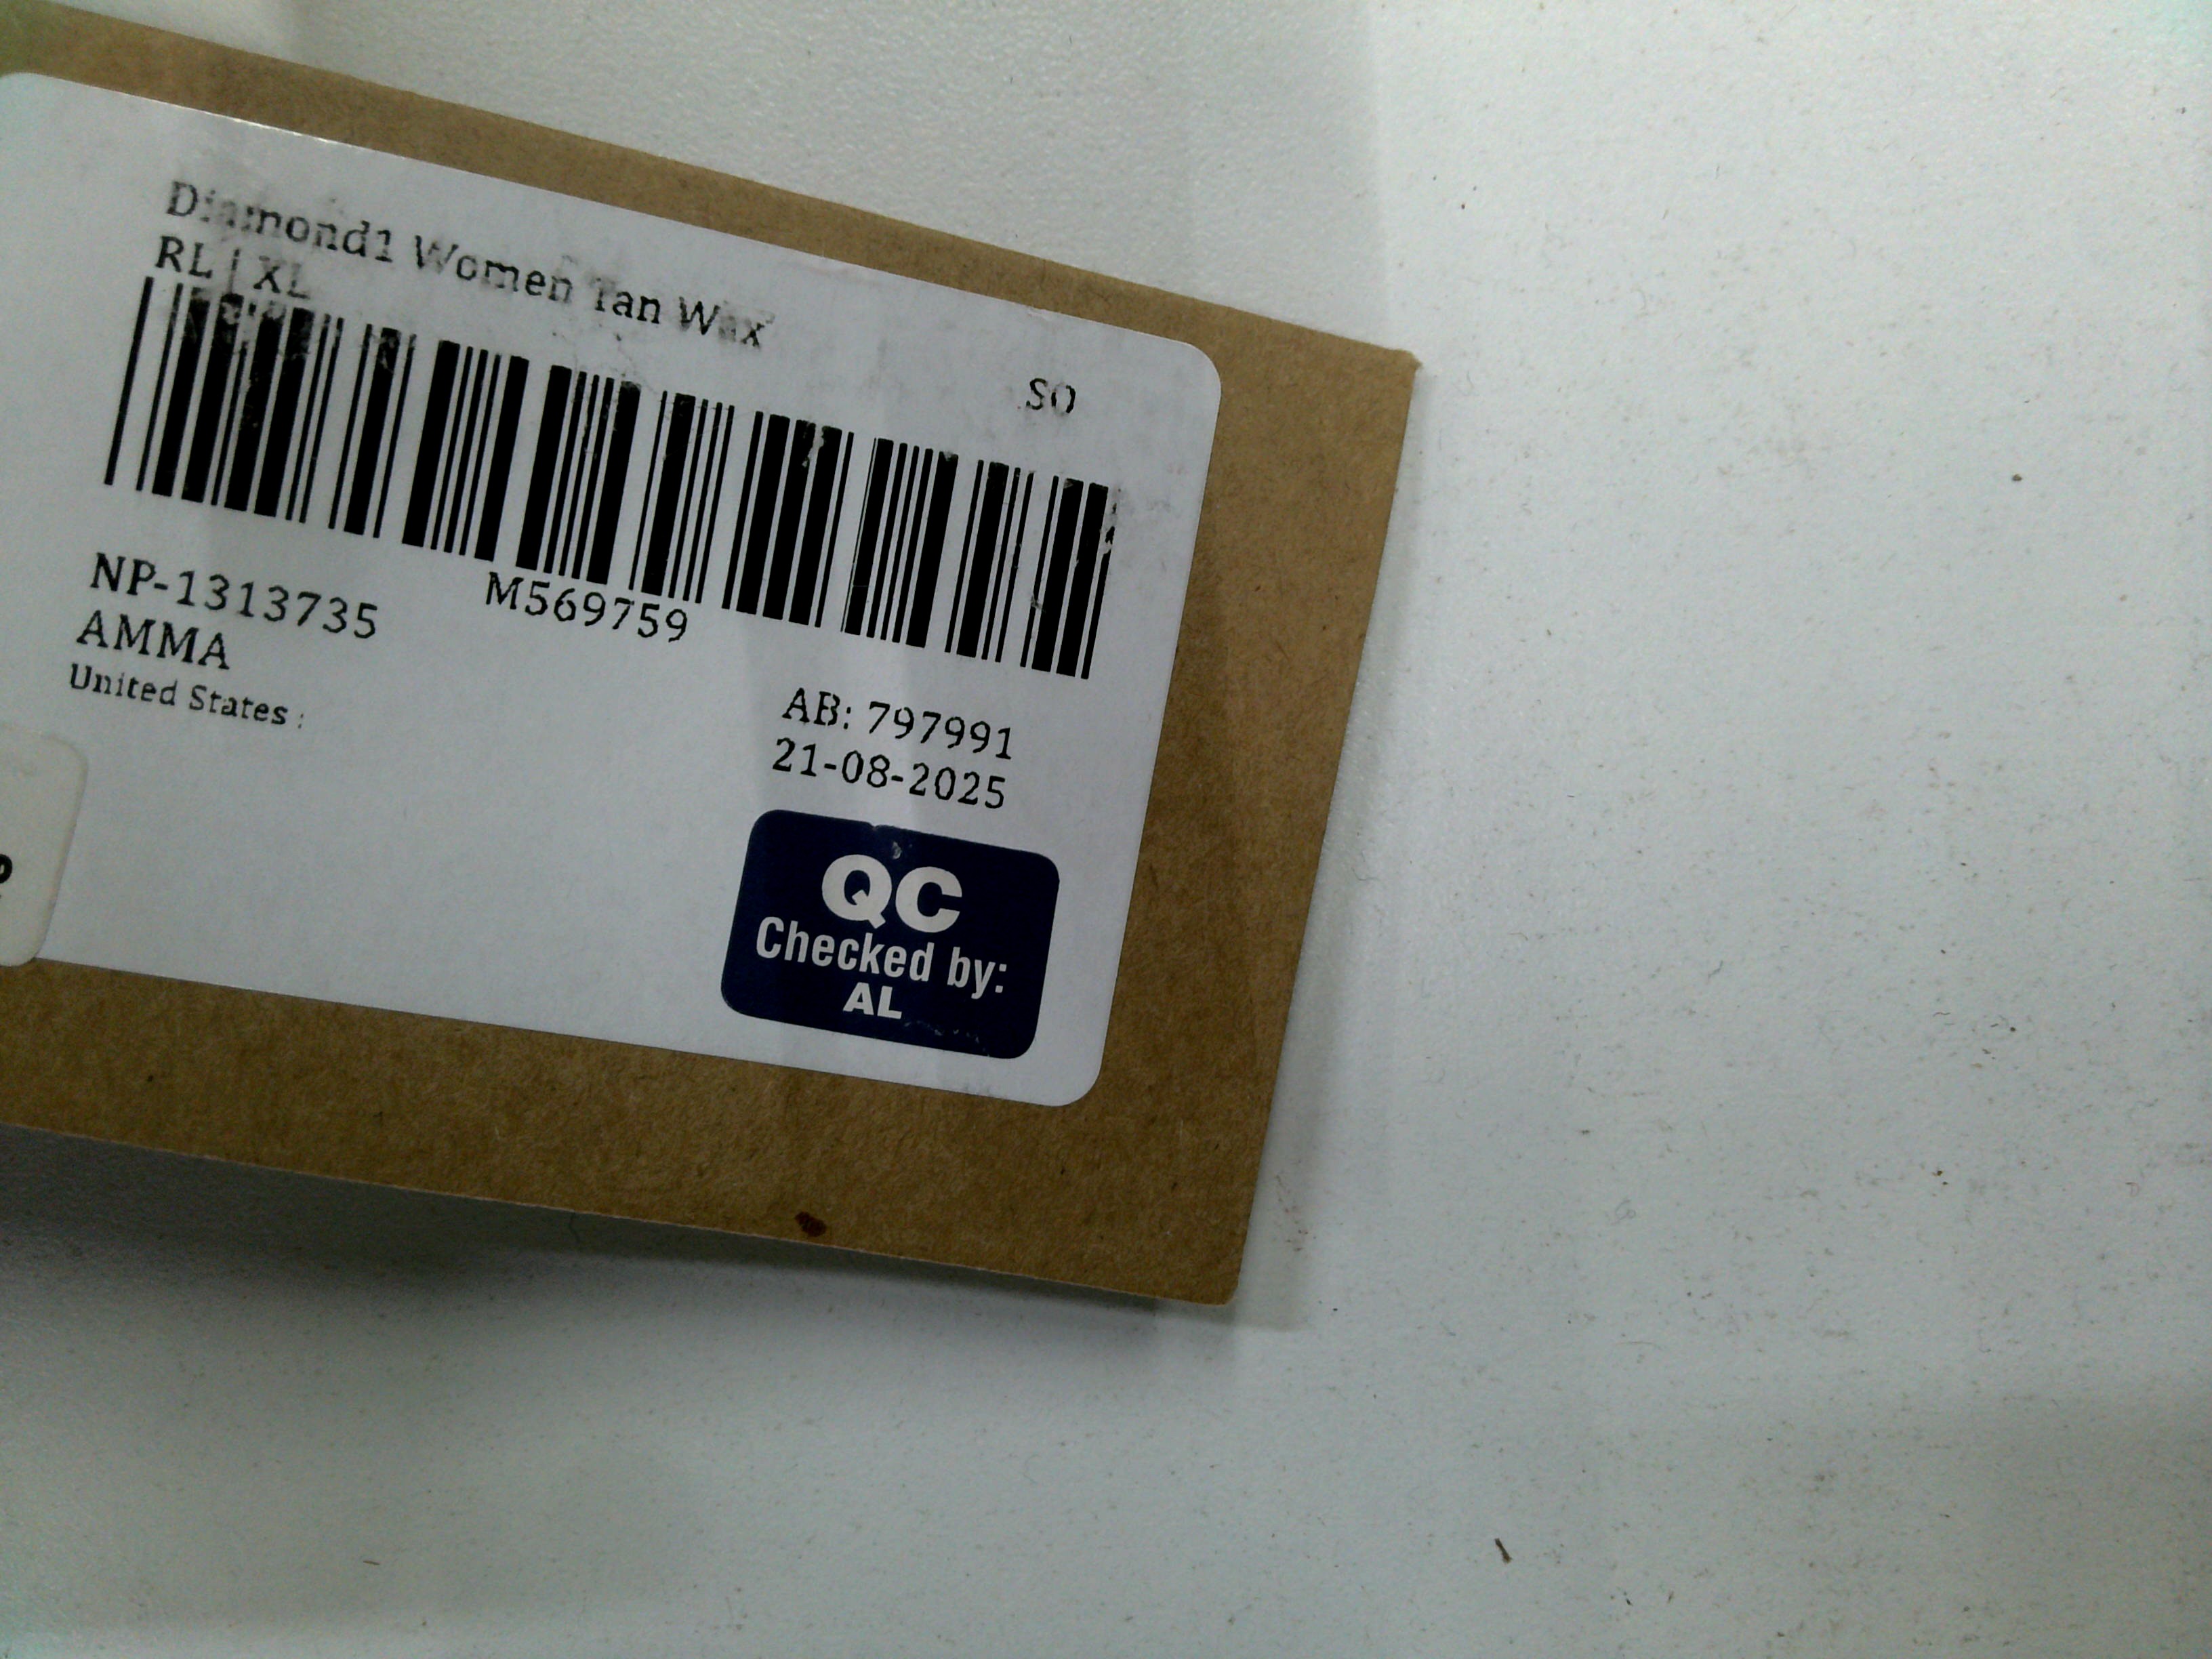 Diamond1 Women Tan Wax
RL | XL
SO
M569759
NP-1313735
AMMA
United States :
AB: 797991
21-08-2025
QC
Checked by:
AL